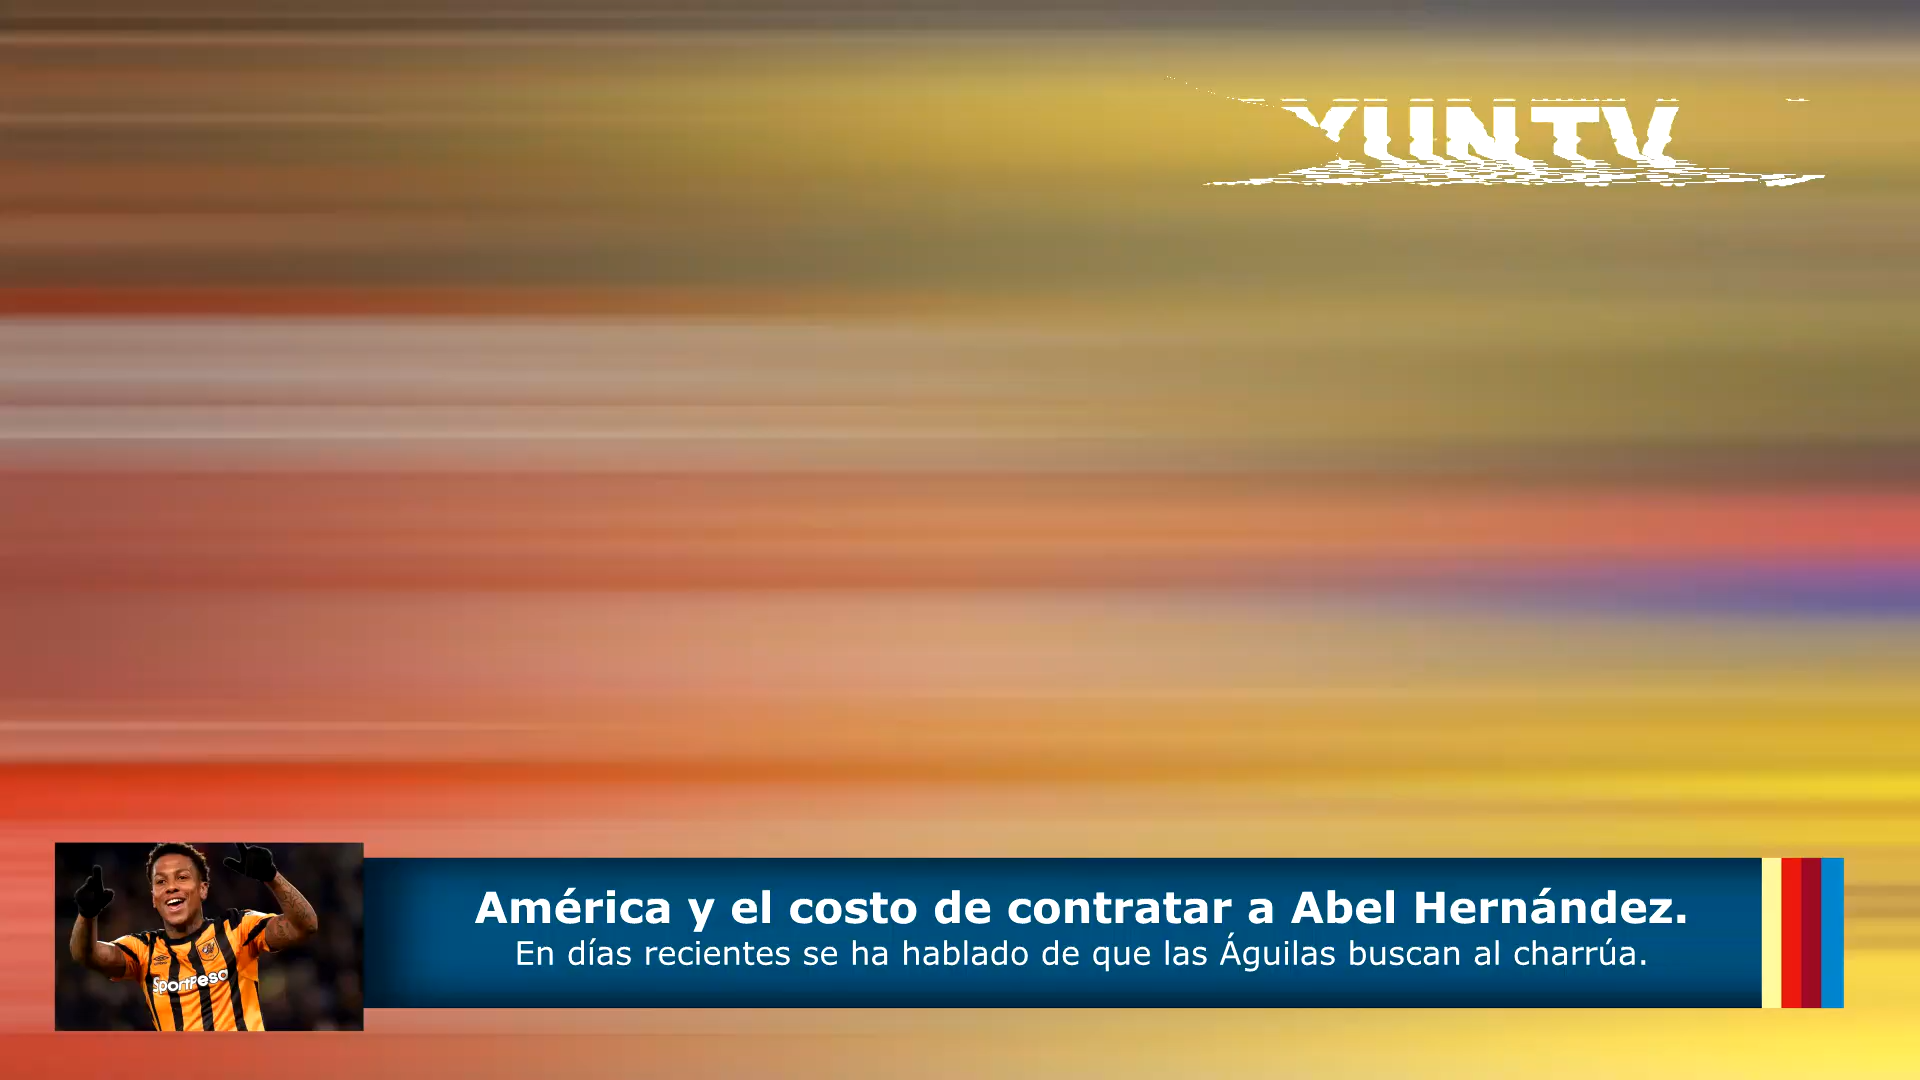 YUNTV
América y el costo de contratar a Abel Hernández.
En días recientes se ha hablado de que las Águilas buscan al charrúa.
SportPesa